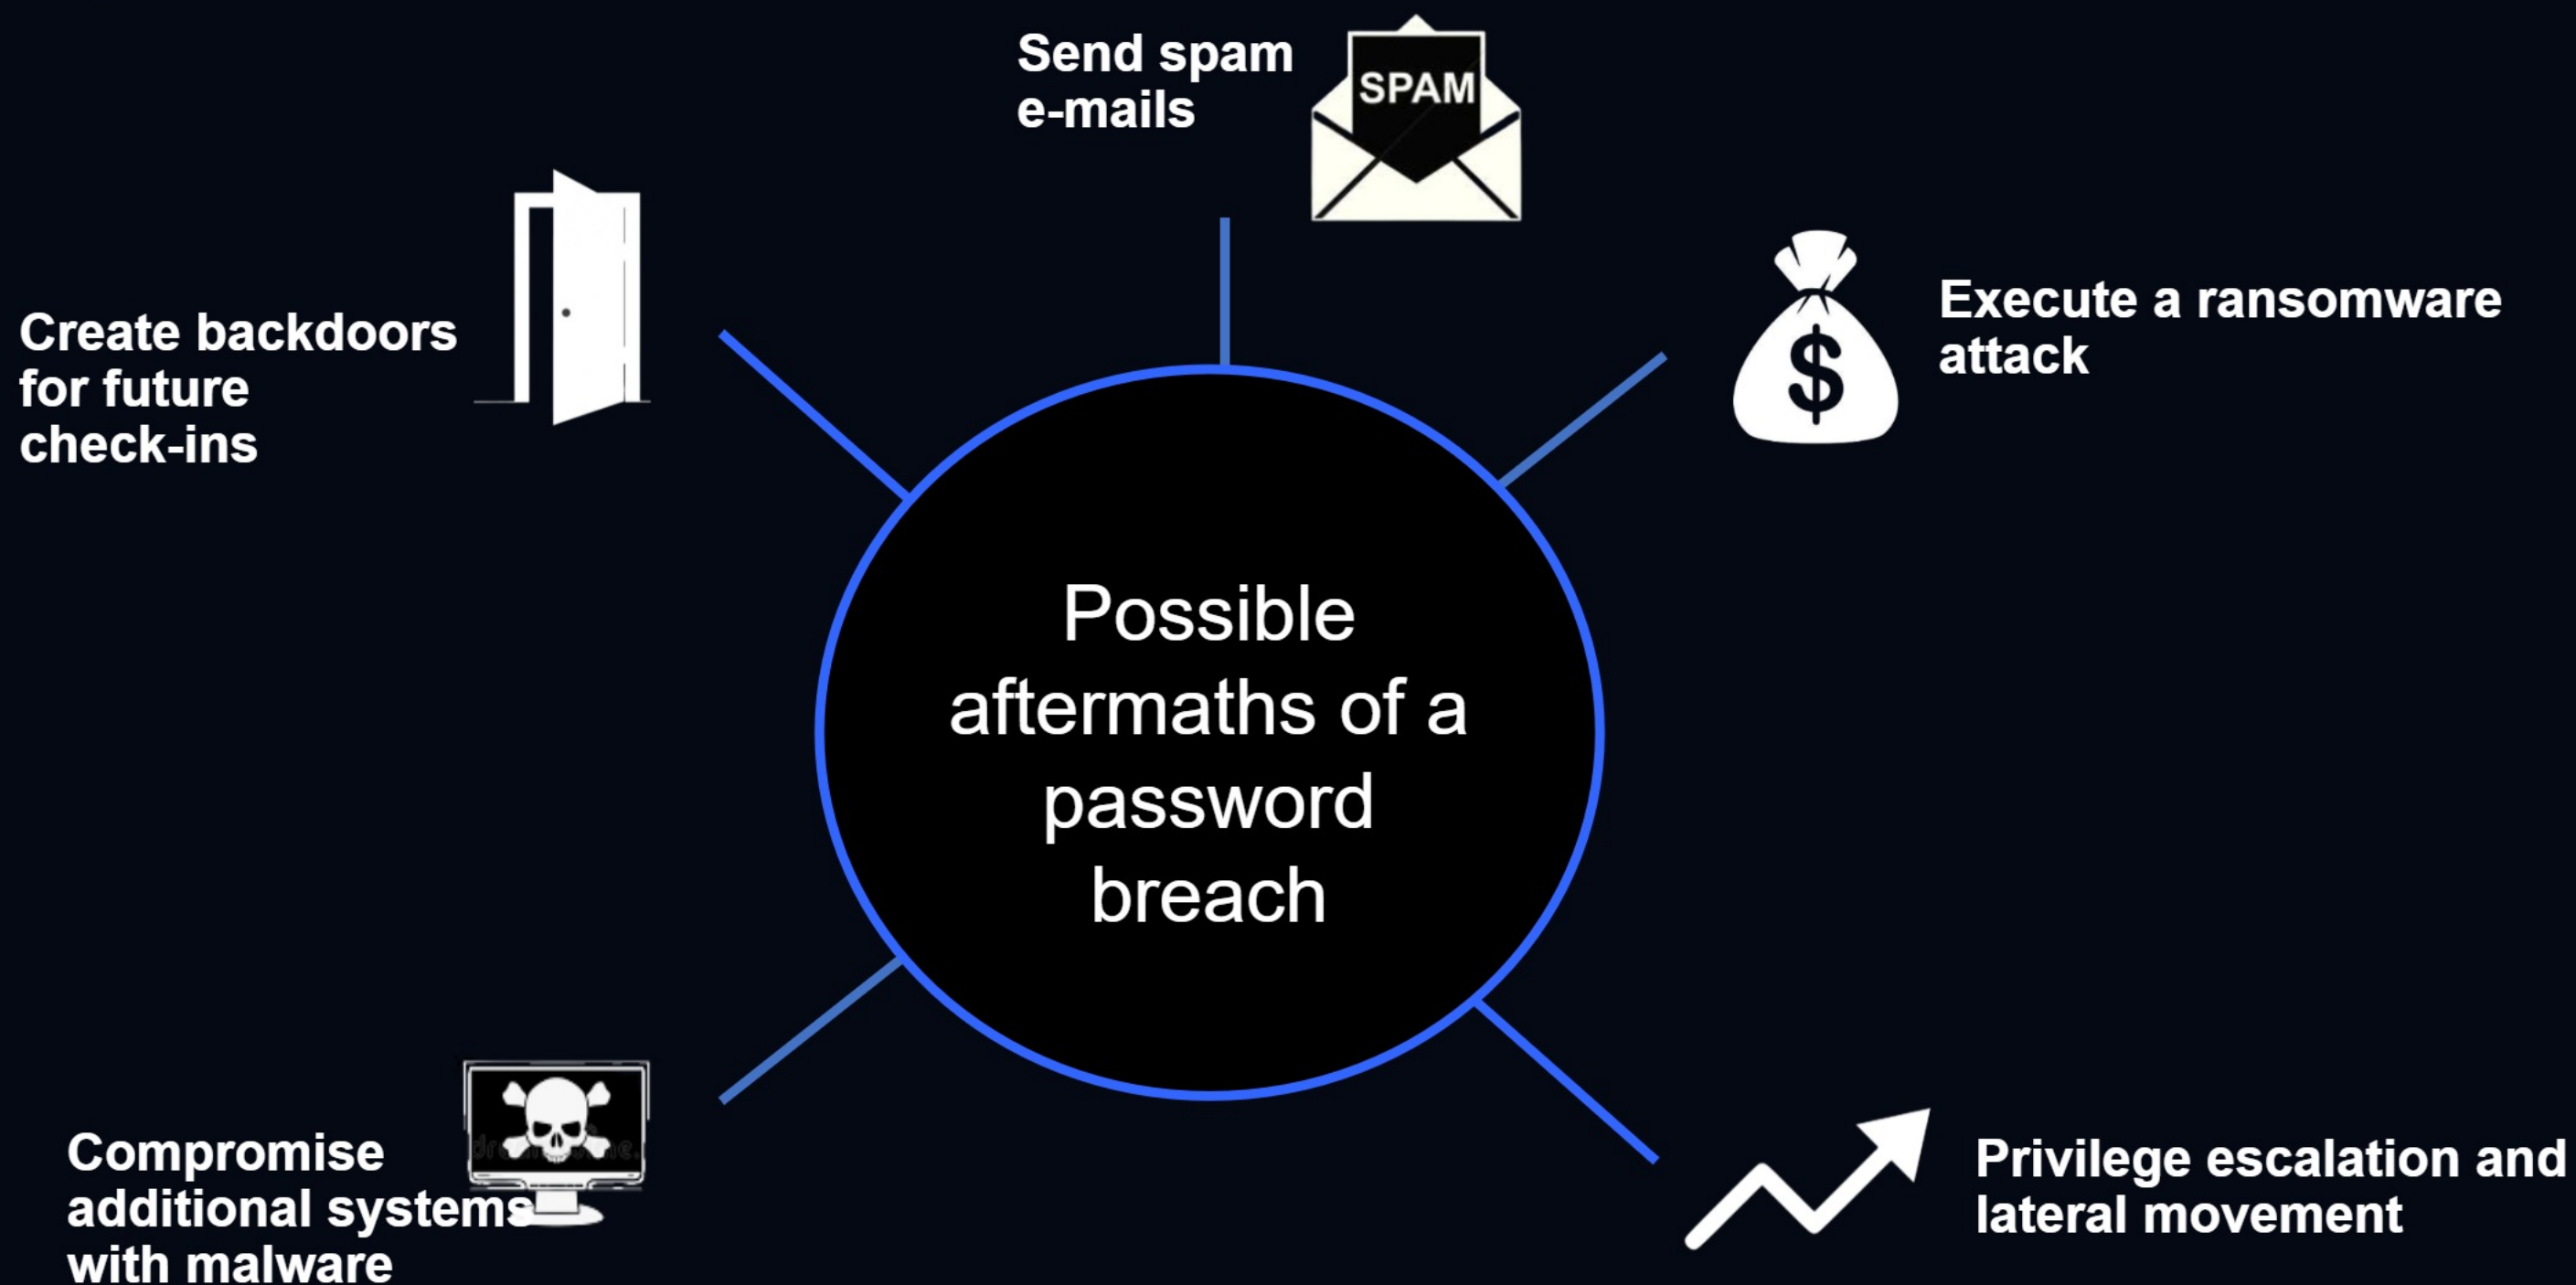 Send spam
e-mails
SPAM
Create backdoors
for future
check-ins
Execute a ransomware
attack
Possible
aftermaths of a
password
breach
Compromise
additional systems
with malware
Privilege escalation and
lateral movement
$